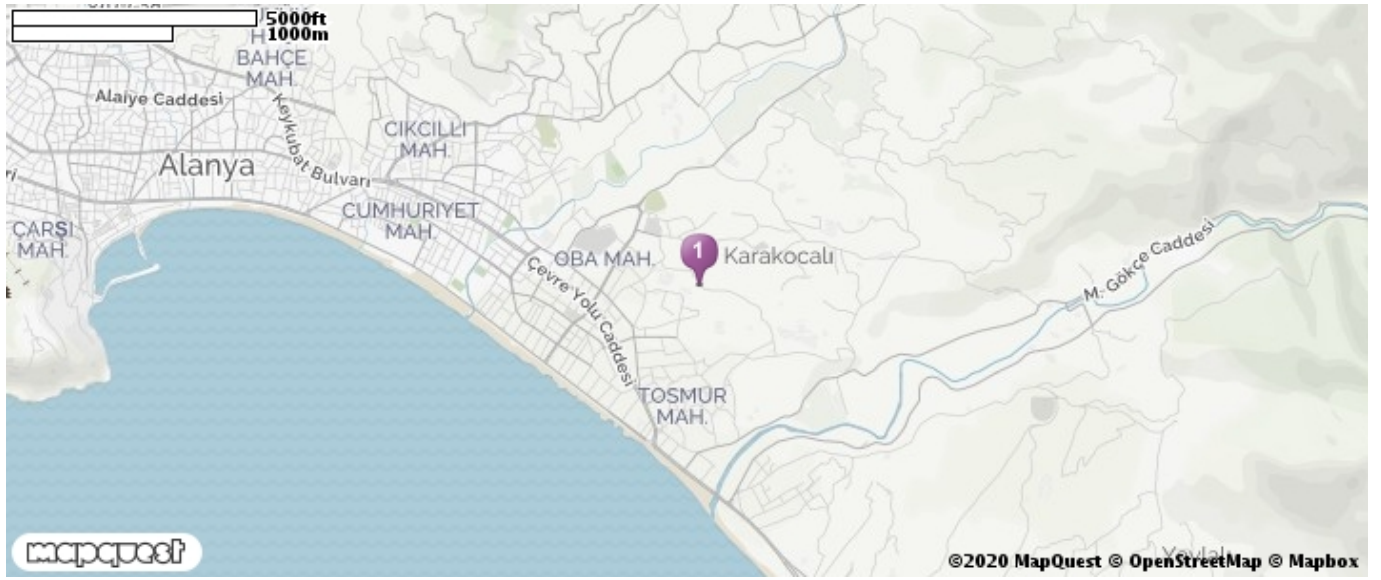 5000ft
1000m
BAHÇE
MAH.
Alaiye Caddesi
Keykubat Bulvarı
CIKCILLI
MAH.
Alanya
CUMHURIYET
MAH.
ÇARŞI
MAH.
OBA MAH.
1
Karakocalı
Çevre Yolu Caddesi
M. Gökçe Caddesi
TOSMUR
MAH.
mapquest
©2020 MapQuest © OpenStreetMap © Mapbox